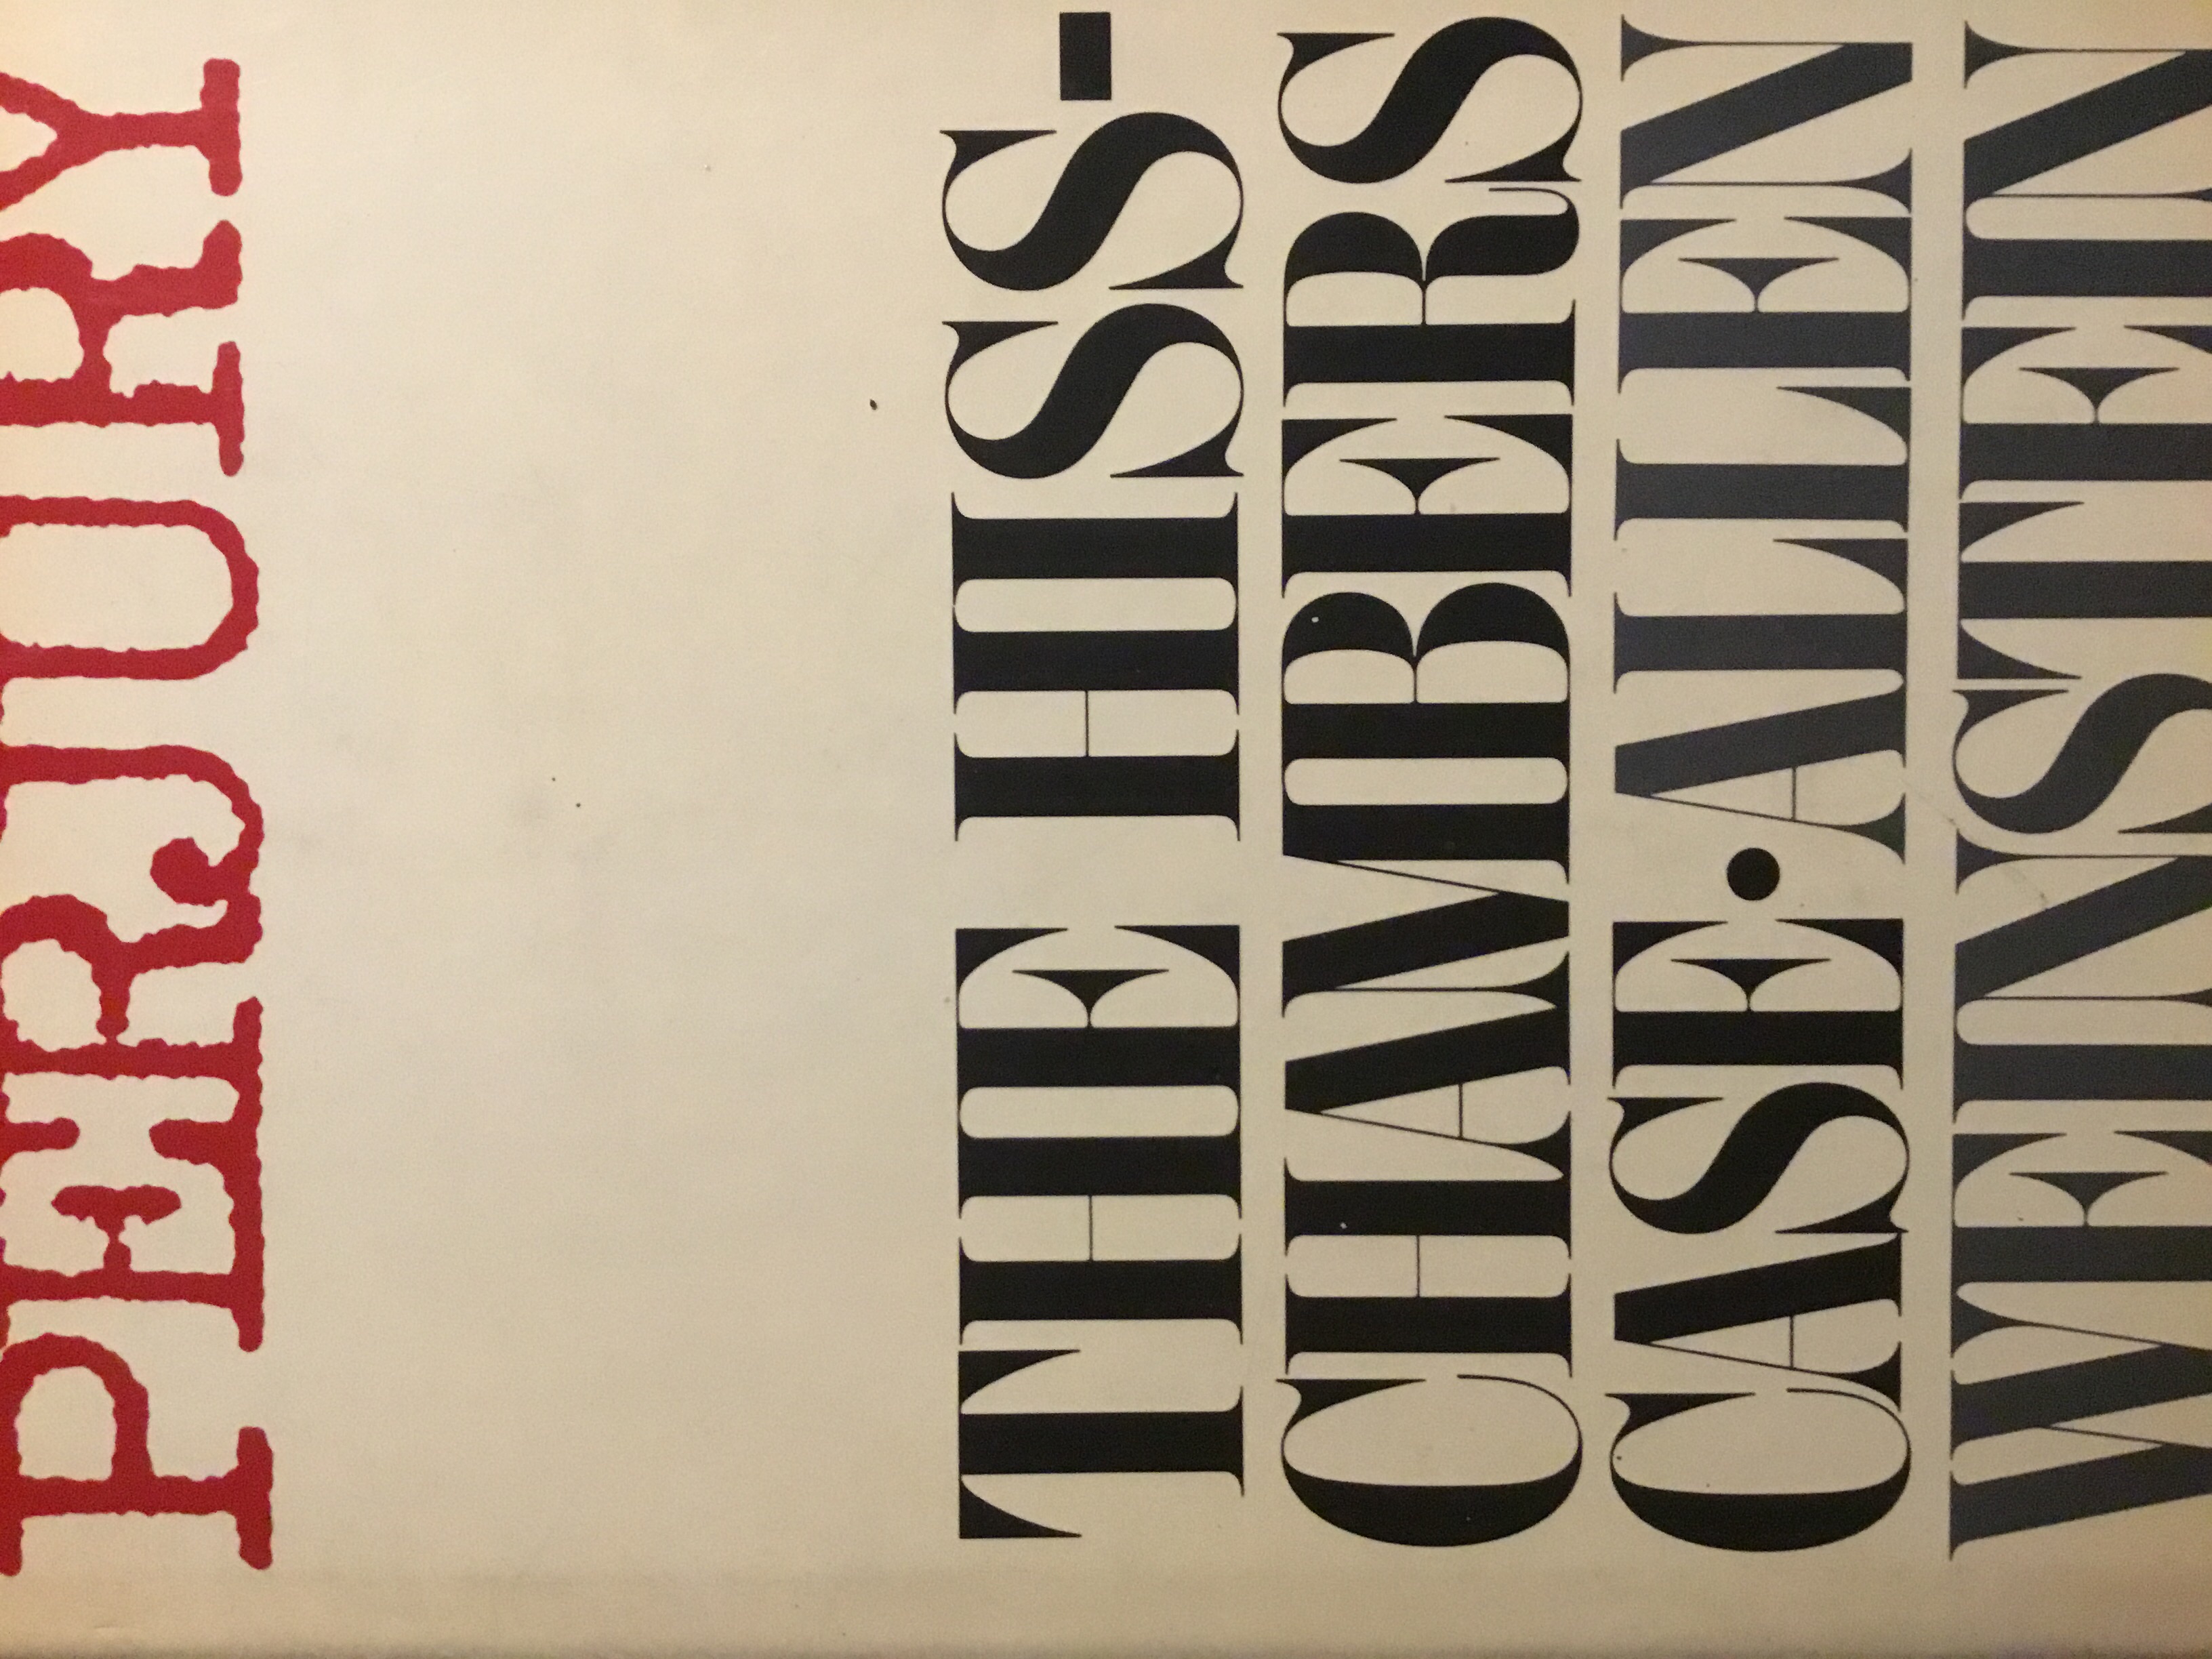 PERJURY
THE HISS-
CHAMBERS
CASE • ALLEN
WEINSTEIN